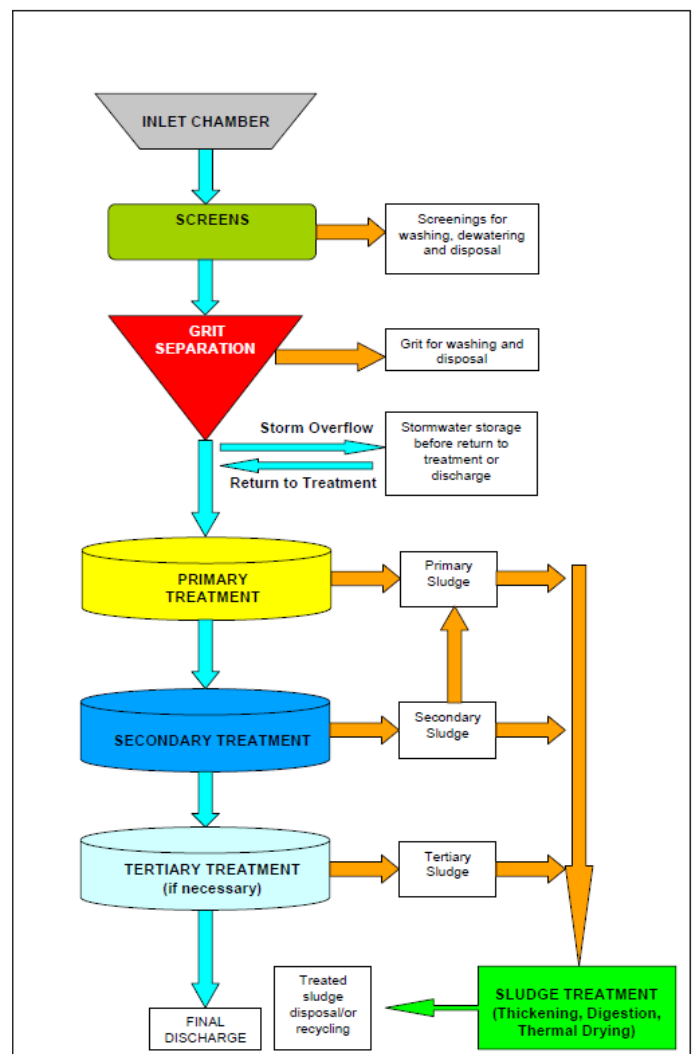 INLET CHAMBER
SCREENS
Screenings for
washing, dewatering
and disposal
GRIT
SEPARATION
Grit for washing and
disposal
Storm Overflow
Return to Treatment
Stormwater storage
before return to
treatment or
discharge
PRIMARY
TREATMENT
Primary
Sludge
SECONDARY TREATMENT
Secondary
Sludge
TERTIARY TREATMENT
(if necessary)
Tertiary
Sludge
FINAL
DISCHARGE
Treated
sludge
disposal/or
recycling
SLUDGE TREATMENT
(Thickening, Digestion,
Thermal Drying)